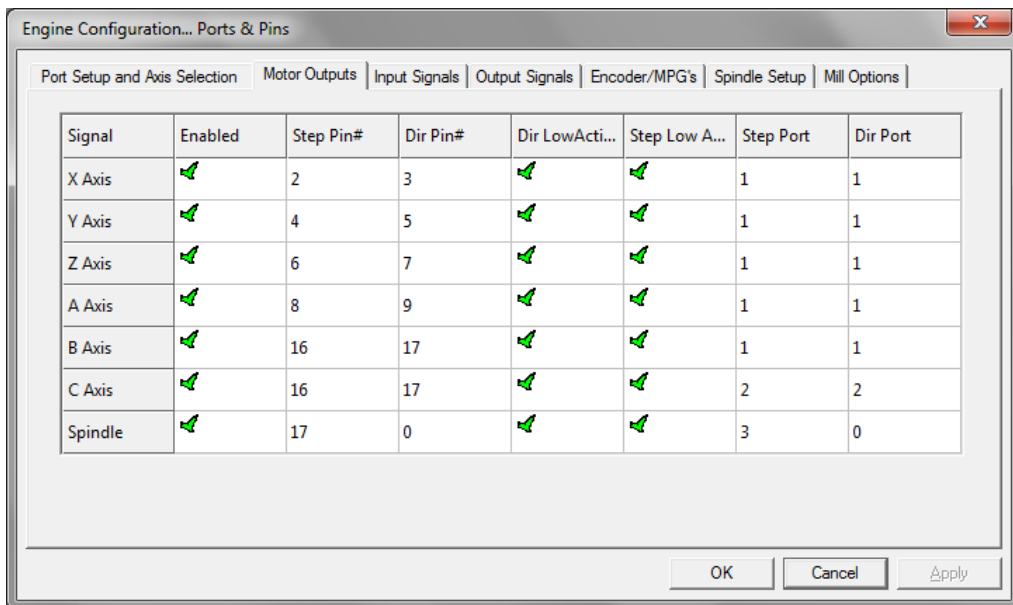 Engine Configuration... Ports & Pins
Port Setup and Axis Selection Motor Outputs Input Signals Output Signals Encoder/MPG's Spindle Setup Mill Options
Signal Enabled Step Pin# Dir Pin# Dir LowActi... Step Low A... Step Port Dir Port
X Axis 2 3 1 1
Y Axis 4 5 1 1
Z Axis 6 7 1 1
A Axis 8 9 1 1
B Axis 16 17 1 1
C Axis 16 17 2 2
Spindle 17 0 3 0
OK Cancel Apply